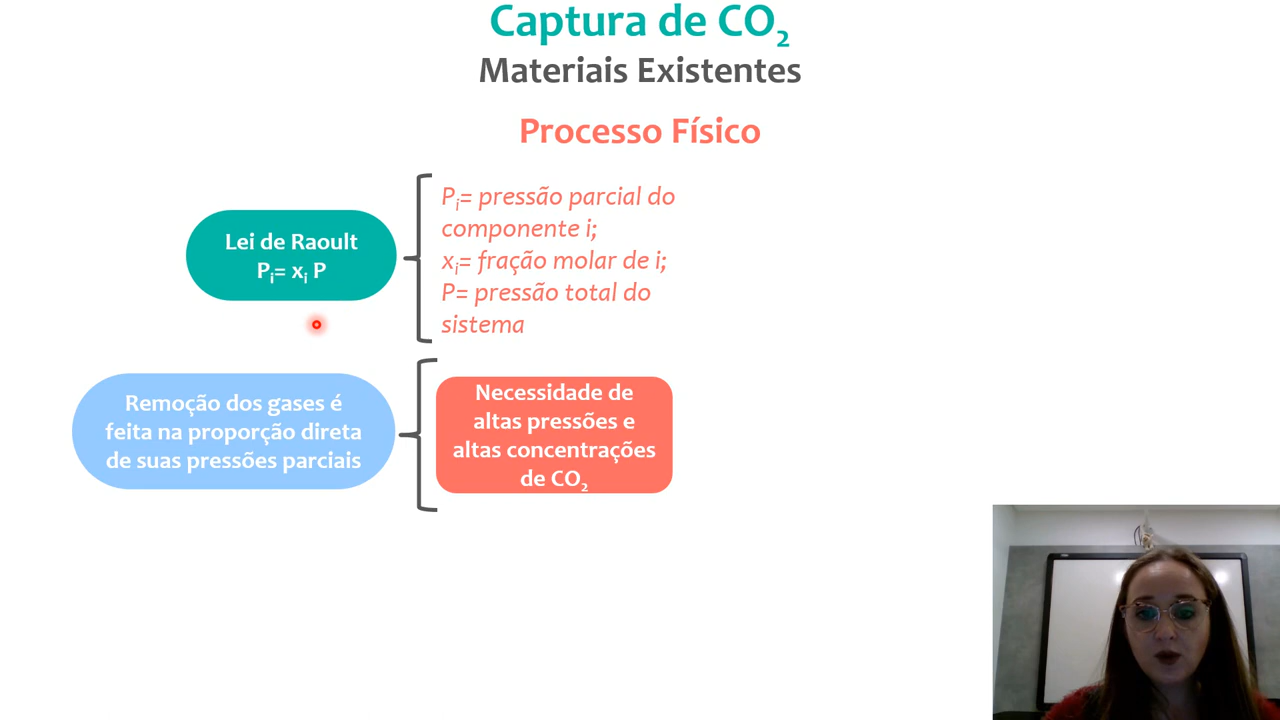 Captura de CO₂
Materiais Existentes
Processo Físico
Lei de Raoult
Pᵢ= xᵢ P
Pᵢ= pressão parcial do
componente i;
xᵢ= fração molar de i;
P= pressão total do
sistema
Remoção dos gases é
feita na proporção direta
de suas pressões parciais
Necessidade de
altas pressões e
altas concentrações
de CO₂